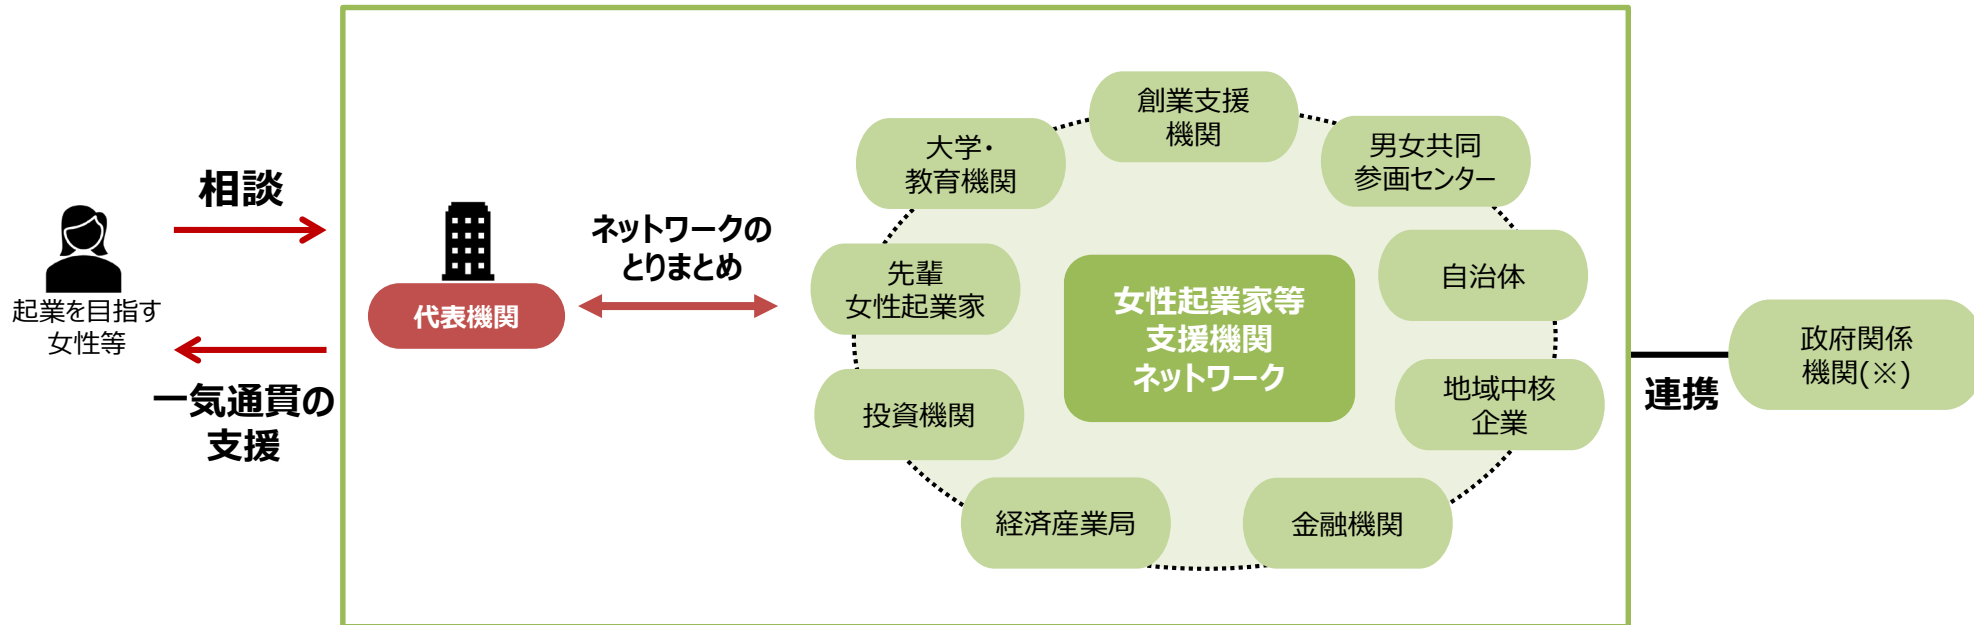 相談
起業を目指す
女性等
一気通貫の
支援
代表機関
ネットワークの
とりまとめ
創業支援
機関
大学・
教育機関
男女共同
参画センター
先輩
女性起業家
自治体
女性起業家等
支援機関
ネットワーク
投資機関
地域中核
企業
経済産業局
金融機関
連携
政府関係
機関(※)